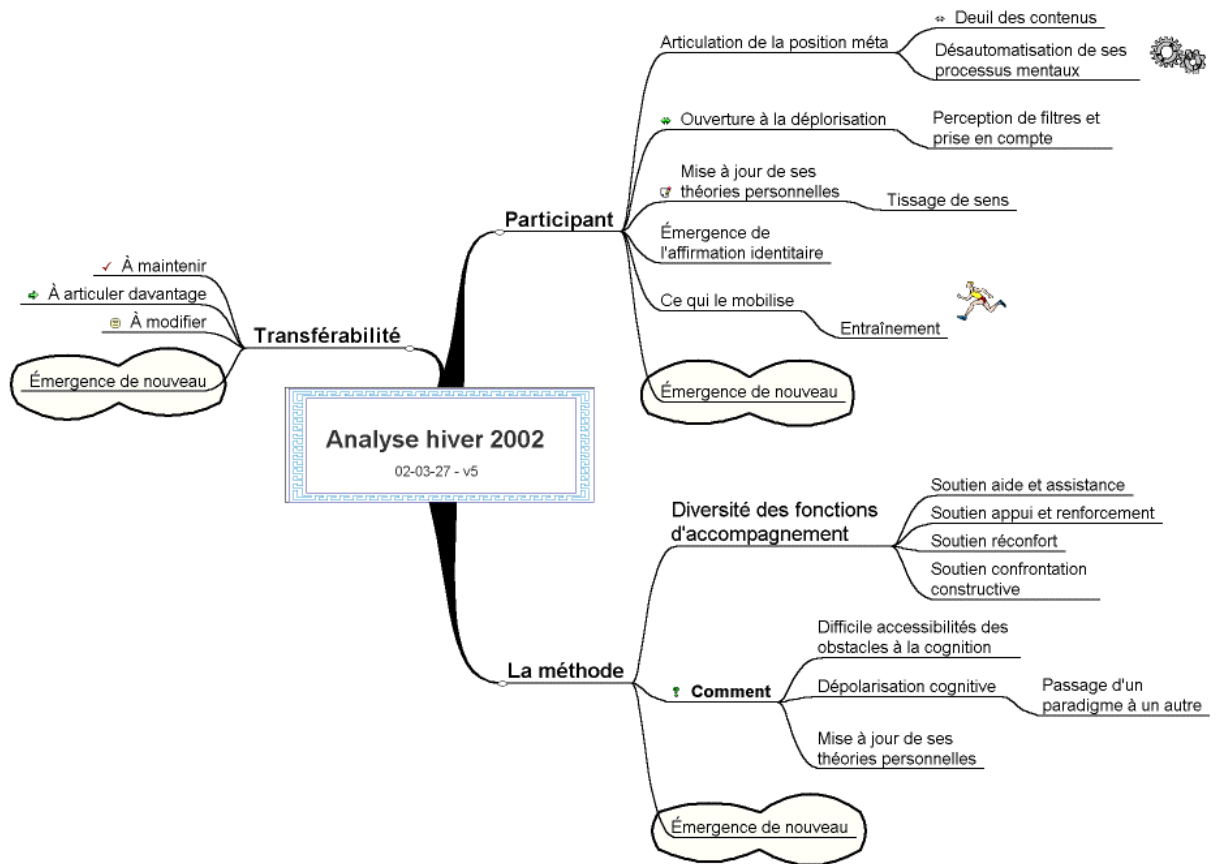 Analyse hiver 2002
02-03-27 - v5
Participant
Articulation de la position méta
Deuil des contenus
Désautomatisation de ses
processus mentaux
Ouverture à la déplorisation
Perception de filtres et
prise en compte
Mise à jour de ses
théories personnelles
Tissage de sens
Émergence de
l'affirmation identitaire
Ce qui le mobilise
Entraînement
Émergence de nouveau
La méthode
Diversité des fonctions
d'accompagnement
Soutien aide et assistance
Soutien appui et renforcement
Soutien réconfort
Soutien confrontation
constructive
Comment
Difficile accessibilités des
obstacles à la cognition
Dépolarisation cognitive
Passage d'un
paradigme à un autre
Mise à jour de ses
théories personnelles
Émergence de nouveau
Transférabilité
À maintenir
À articuler davantage
À modifier
Émergence de nouveau